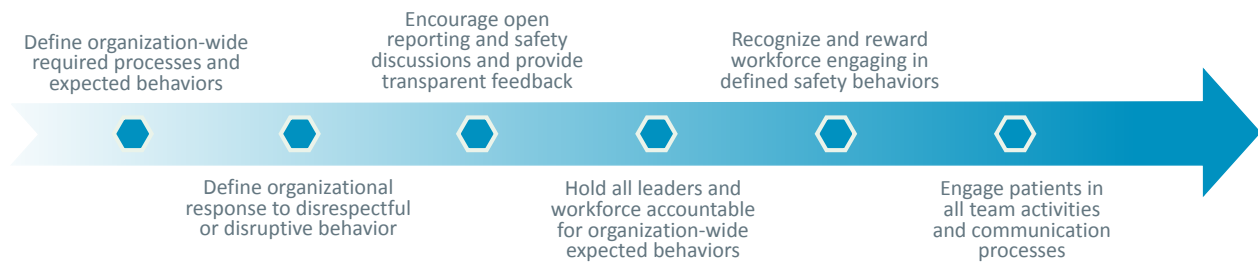 Define organization-wide
required processes and
expected behaviors
Define organizational
response to disrespectful
or disruptive behavior
Encourage open
reporting and safety
discussions and provide
transparent feedback
Hold all leaders and
workforce accountable
for organization-wide
expected behaviors
Recognize and reward
workforce engaging in
defined safety behaviors
Engage patients in
all team activities
and communication
processes